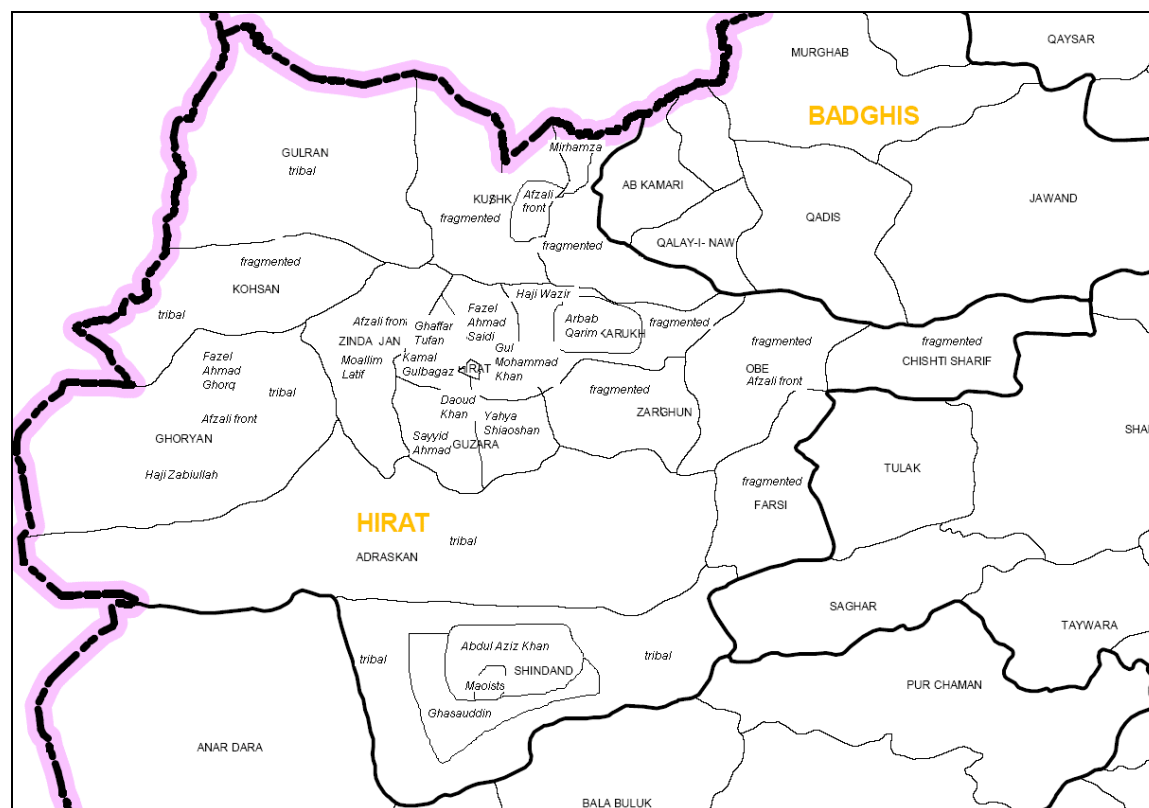 QAYSAR
MURGHAB
BADGHIS
Mirhamza
GULRAN
tribal
AB KAMARI
KUSHK
Afzali
front
fragmented
QADIS
JAWAND
QALAY-I- NAW
fragmented
fragmented
KOHSAN
tribal
Haji Wazir
Fazel
Ahmad
Saidi
Arbab
Qarim
KARUKH
fragmented
Afzali front
ZINDA JAN
Ghaffar
Tufan
Moallim
Latif
Kamal
Gulbagaz
HIRAT
Gul
Mohammad
Khan
fragmented
OBE
Afzali front
fragmented
CHISHTI SHARIF
Fazel
Ahmad
Ghorq
tribal
Afzali front
GHORYAN
Haji Zabiullah
Daoud
Khan
Yahya
Shiaoshan
Sayyid
Ahmad
GUZARA
fragmented
ZARGHUN
SHAH
TULAK
fragmented
FARSI
HIRAT
ADRASKAN
tribal
SAGHAR
TAYWARA
Abdul Aziz Khan
tribal
SHINDAND
tribal
Maoists
Ghasauddin
PUR CHAMAN
ANAR DARA
BALA BULUK